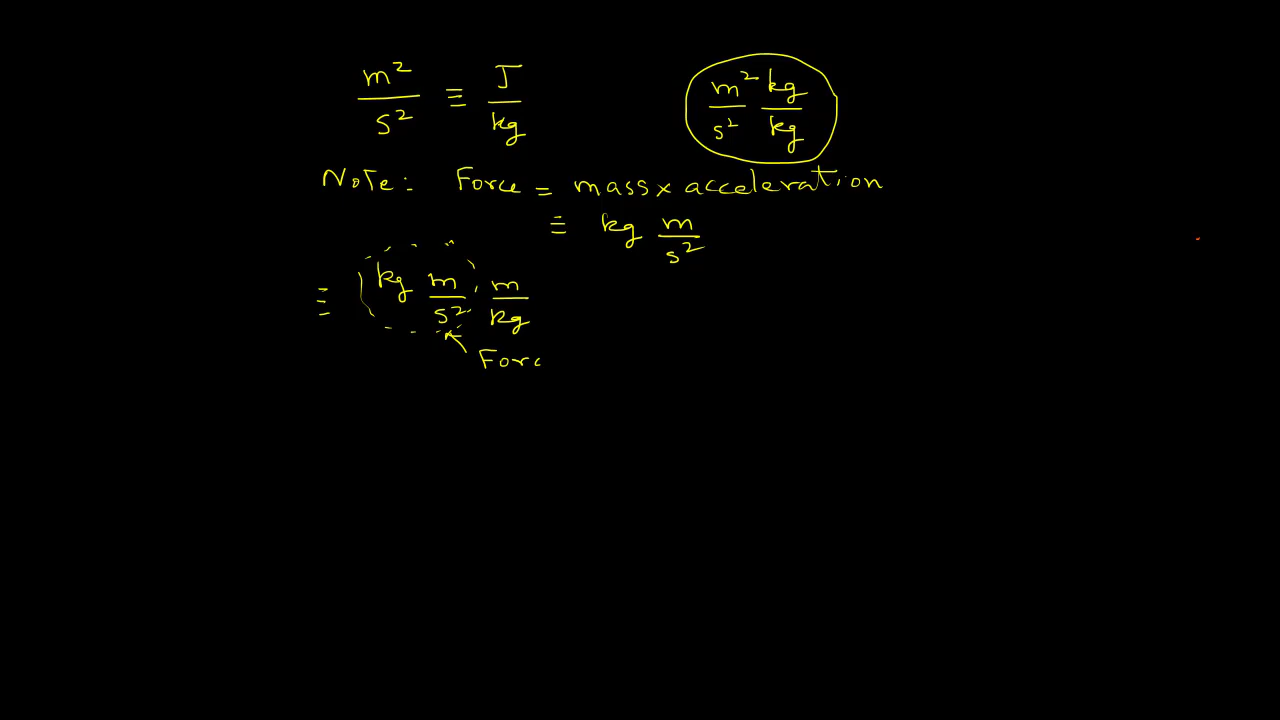 m²/s² ≡ J/kg    m²/s² kg/kg
Note: Force = mass × acceleration
≡ kg m/s²
≡ kg m/s² · m/kg
Forc